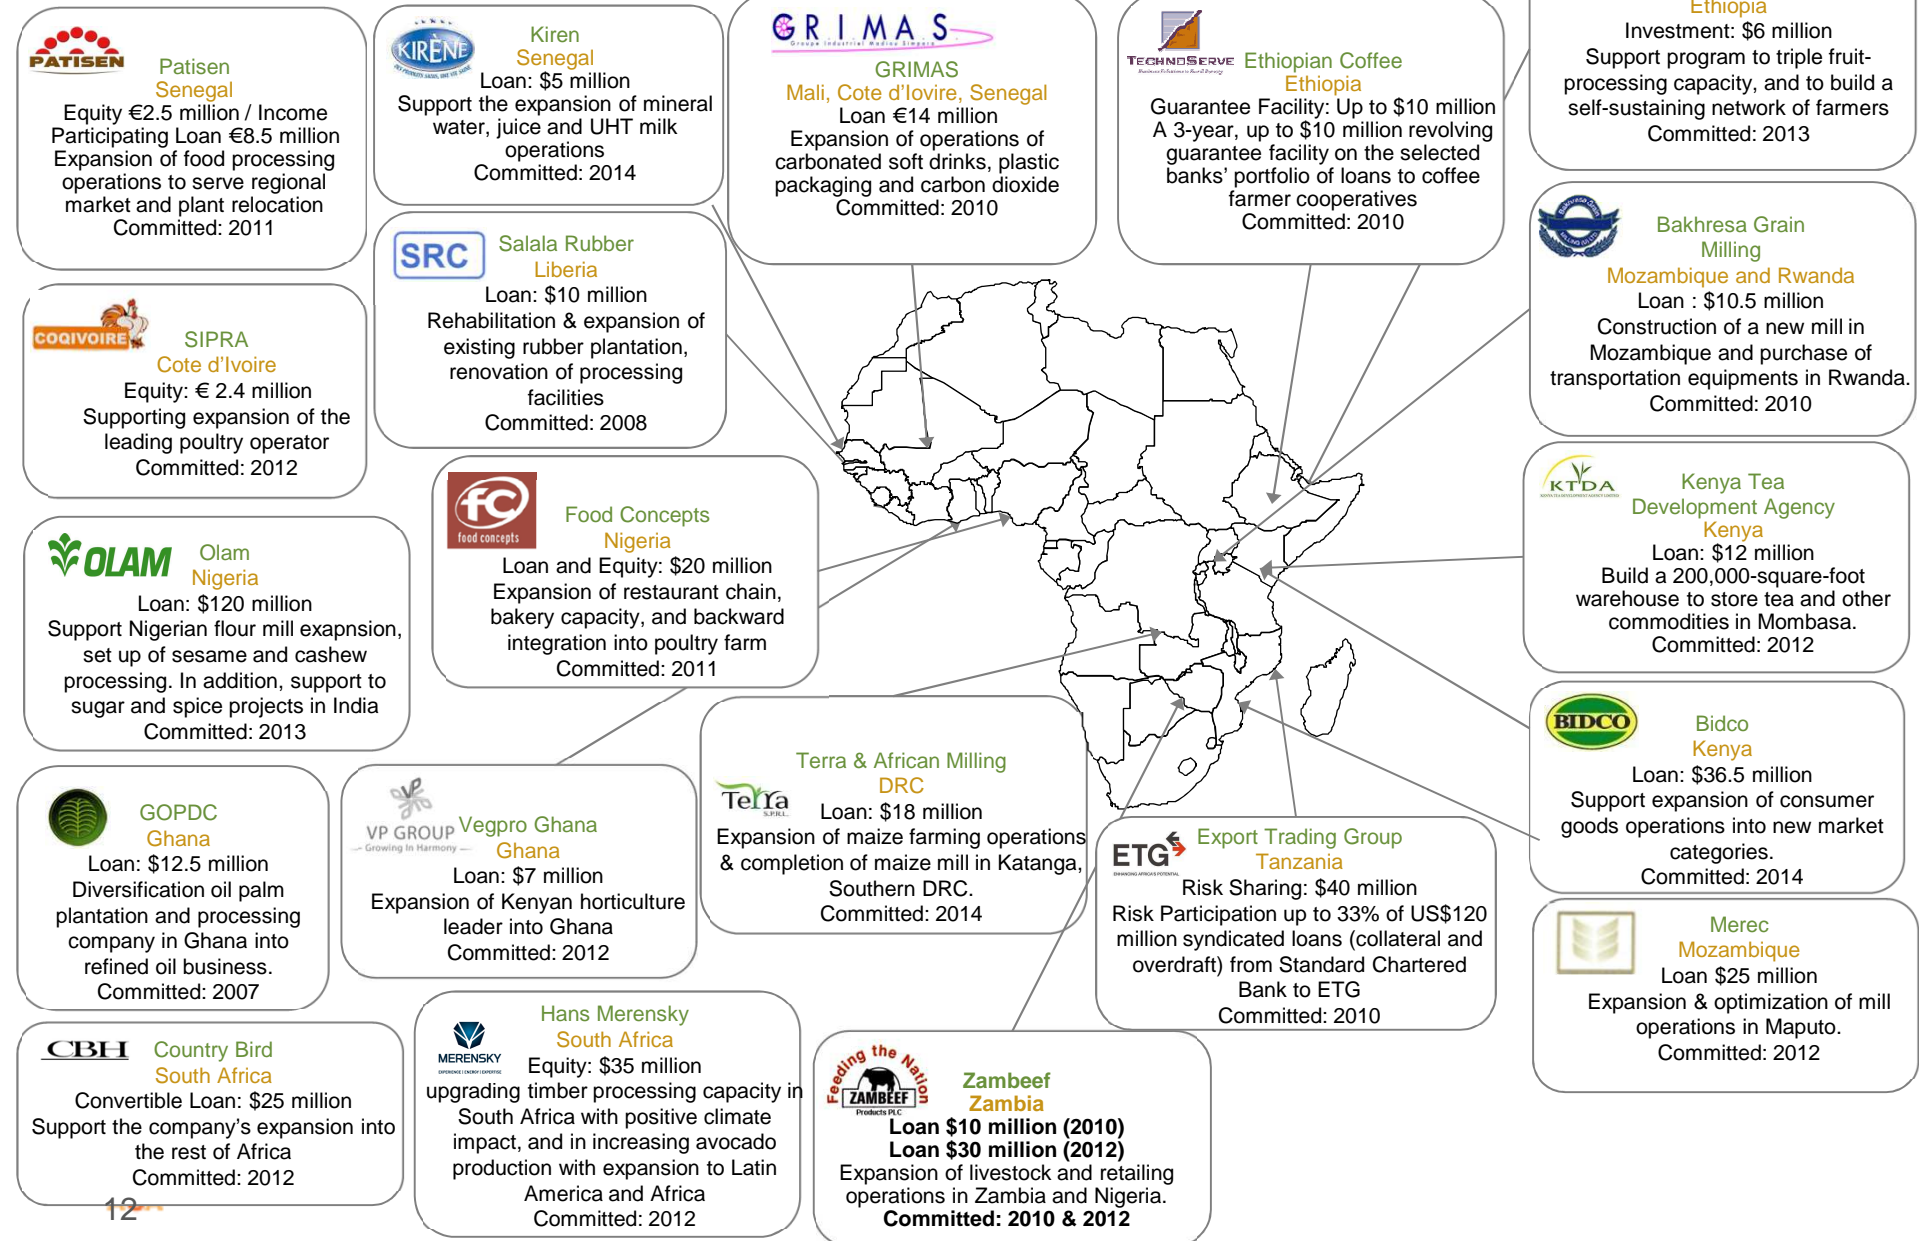 PATISEN
Patisen
Senegal
Equity €2.5 million / Income
Participating Loan €8.5 million
Expansion of food processing
operations to serve regional
market and plant relocation
Committed: 2011
KIRÈNE
Kiren
Senegal
Loan: $5 million
Support the expansion of mineral
water, juice and UHT milk
operations
Committed: 2014
GRIMAS
Groupe Industriel Madinu Simpara
GRIMAS
Mali, Cote d’Iovire, Senegal
Loan €14 million
Expansion of operations of
carbonated soft drinks, plastic
packaging and carbon dioxide
Committed: 2010
TECHNOSERVE
Business Solutions to Rural Poverty
Ethiopian Coffee
Ethiopia
Guarantee Facility: Up to $10 million
A 3-year, up to $10 million revolving
guarantee facility on the selected
banks’ portfolio of loans to coffee
farmer cooperatives
Committed: 2010
Ethiopia
Investment: $6 million
Support program to triple fruit-
processing capacity, and to build a
self-sustaining network of farmers
Committed: 2013
COQIVOIRE
SIPRA
Cote d’Ivoire
Equity: € 2.4 million
Supporting expansion of the
leading poultry operator
Committed: 2012
SRC
Salala Rubber
Liberia
Loan: $10 million
Rehabilitation & expansion of
existing rubber plantation,
renovation of processing
facilities
Committed: 2008
Bakhresa Grain
Milling
Mozambique and Rwanda
Loan : $10.5 million
Construction of a new mill in
Mozambique and purchase of
transportation equipments in Rwanda.
Committed: 2010
OLAM
Olam
Nigeria
Loan: $120 million
Support Nigerian flour mill exapnsion,
set up of sesame and cashew
processing. In addition, support to
sugar and spice projects in India
Committed: 2013
fc
food concepts
Food Concepts
Nigeria
Loan and Equity: $20 million
Expansion of restaurant chain,
bakery capacity, and backward
integration into poultry farm
Committed: 2011
KTDA
KENYA TEA DEVELOPMENT AGENCY LIMITED
Kenya Tea
Development Agency
Kenya
Loan: $12 million
Build a 200,000-square-foot
warehouse to store tea and other
commodities in Mombasa.
Committed: 2012
GOPDC
Ghana
Loan: $12.5 million
Diversification oil palm
plantation and processing
company in Ghana into
refined oil business.
Committed: 2007
VP
VP GROUP
Growing In Harmony
Vegpro Ghana
Ghana
Loan: $7 million
Expansion of Kenyan horticulture
leader into Ghana
Committed: 2012
Terra
S.P.R.L.
Terra & African Milling
DRC
Loan: $18 million
Expansion of maize farming operations
& completion of maize mill in Katanga,
Southern DRC.
Committed: 2014
ETG
ENHANCING AFRICA'S POTENTIAL
Export Trading Group
Tanzania
Risk Sharing: $40 million
Risk Participation up to 33% of US$120
million syndicated loans (collateral and
overdraft) from Standard Chartered
Bank to ETG
Committed: 2010
BIDCO
Bidco
Kenya
Loan: $36.5 million
Support expansion of consumer
goods operations into new market
categories.
Committed: 2014
CBH
Country Bird
South Africa
Convertible Loan: $25 million
Support the company’s expansion into
the rest of Africa
Committed: 2012
MERENSKY
EXPERIENCE | ENERGY | EXPERTISE
Hans Merensky
South Africa
Equity: $35 million
upgrading timber processing capacity in
South Africa with positive climate
impact, and in increasing avocado
production with expansion to Latin
America and Africa
Committed: 2012
Feeding the Nation
ZAMBEEF
Products PLC
Zambeef
Zambia
Loan $10 million (2010)
Loan $30 million (2012)
Expansion of livestock and retailing
operations in Zambia and Nigeria.
Committed: 2010 & 2012
Merec
Mozambique
Loan $25 million
Expansion & optimization of mill
operations in Maputo.
Committed: 2012
12